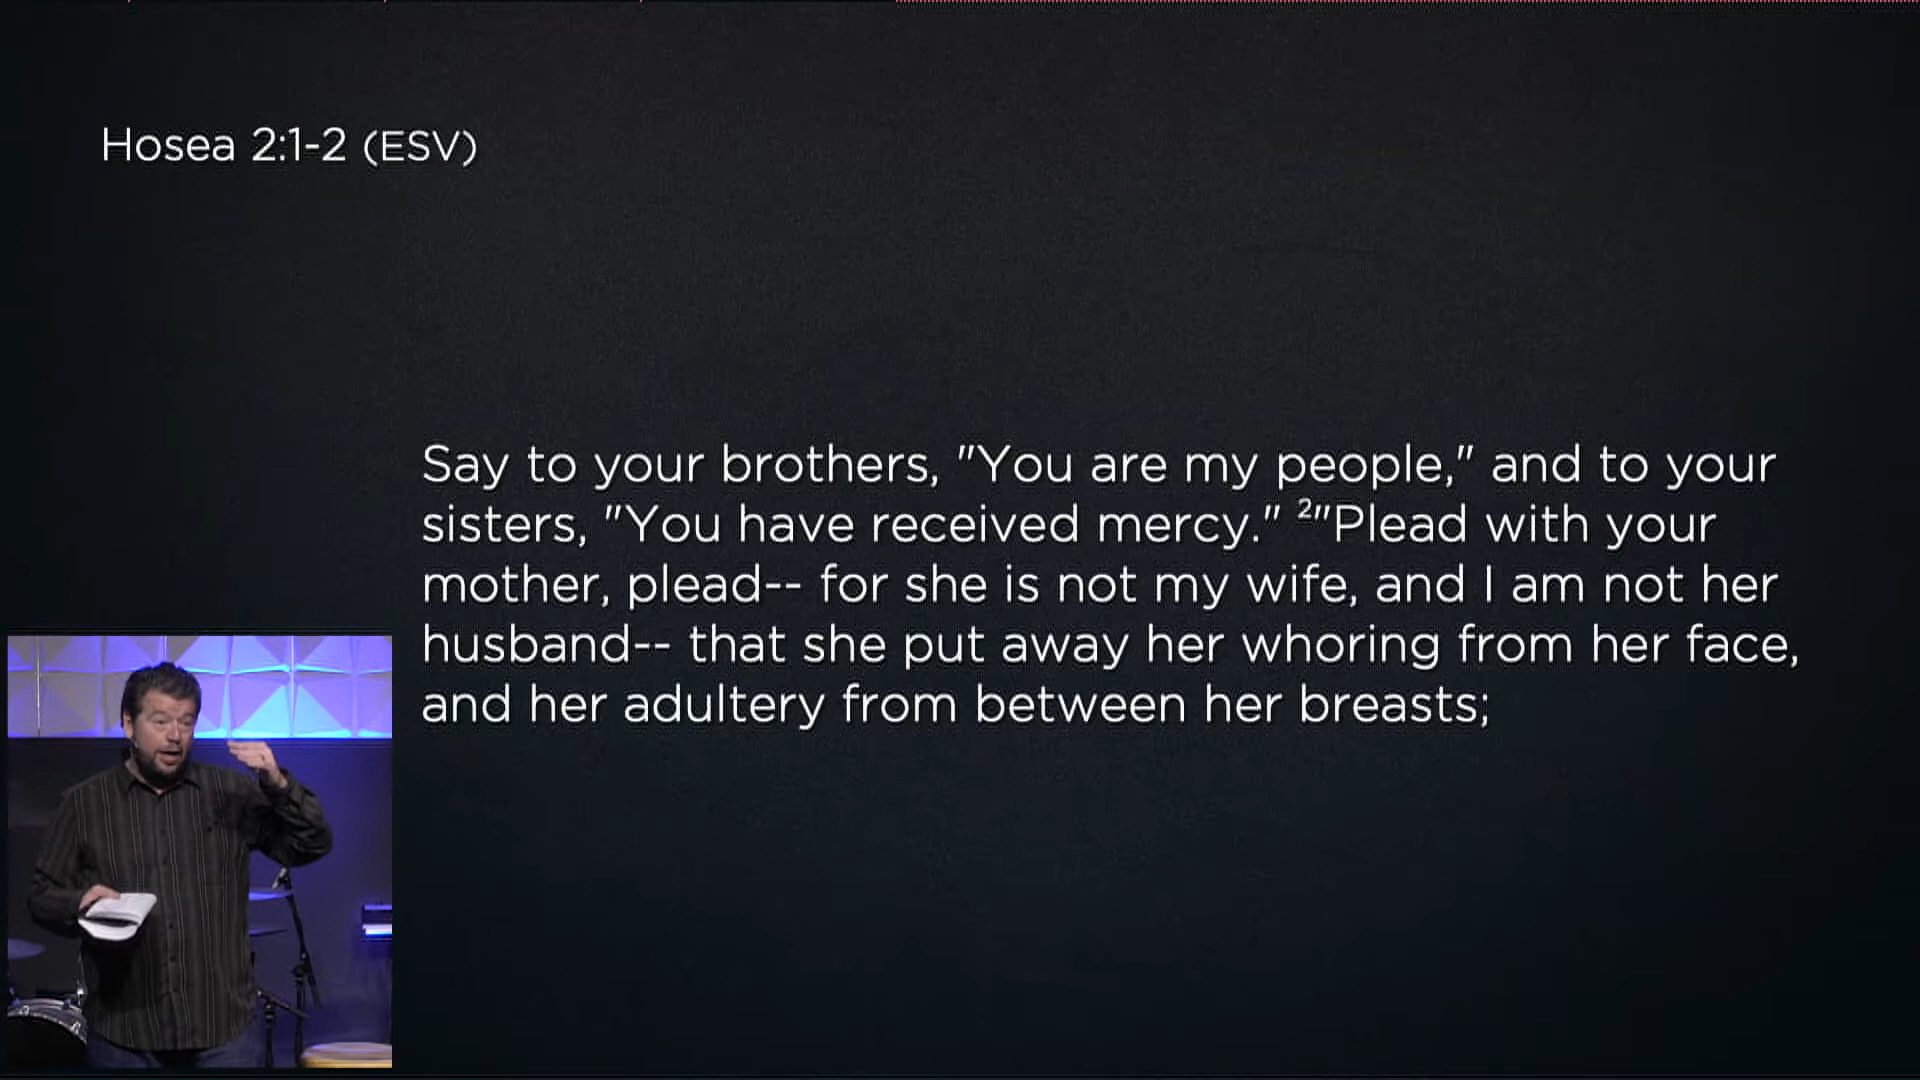 Hosea 2:1-2 (ESV)
Say to your brothers, "You are my people," and to your
sisters, "You have received mercy." ²"Plead with your
mother, plead-- for she is not my wife, and I am not her
husband-- that she put away her whoring from her face,
and her adultery from between her breasts;